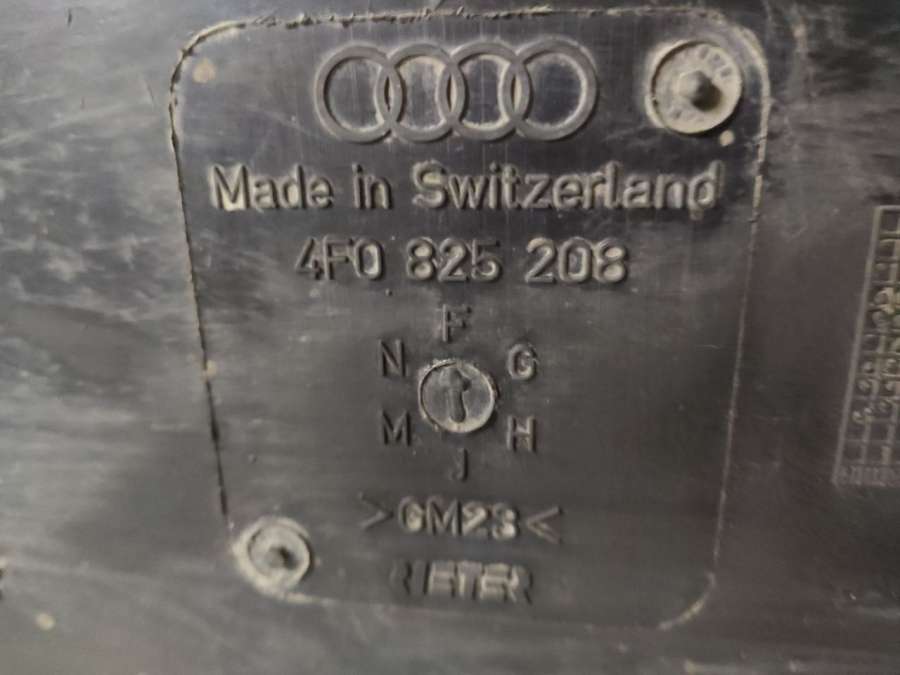 Made in Switzerland
4F0 825 208
F
N G
M H
J
>GM23<
RIETER